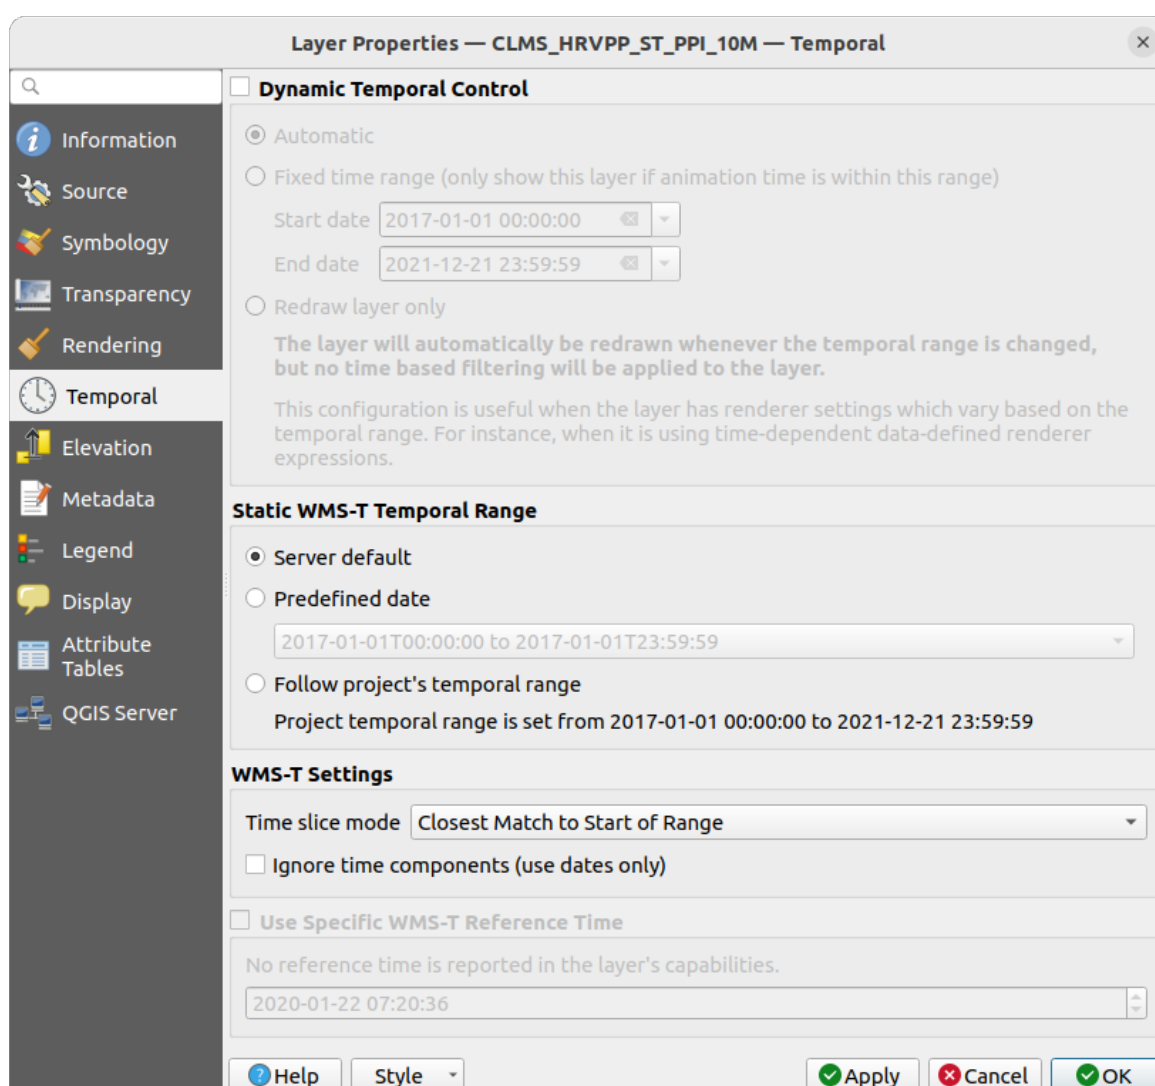 Layer Properties — CLMS_HRVPP_ST_PPI_10M — Temporal
Information
Source
Symbology
Transparency
Rendering
Temporal
Elevation
Metadata
Legend
Display
Attribute
Tables
QGIS Server
Dynamic Temporal Control
Automatic
Fixed time range (only show this layer if animation time is within this range)
Start date 2017-01-01 00:00:00
End date 2021-12-21 23:59:59
Redraw layer only
The layer will automatically be redrawn whenever the temporal range is changed,
but no time based filtering will be applied to the layer.
This configuration is useful when the layer has renderer settings which vary based on the
temporal range. For instance, when it is using time-dependent data-defined renderer
expressions.
Static WMS-T Temporal Range
Server default
Predefined date
2017-01-01T00:00:00 to 2017-01-01T23:59:59
Follow project's temporal range
Project temporal range is set from 2017-01-01 00:00:00 to 2021-12-21 23:59:59
WMS-T Settings
Time slice mode Closest Match to Start of Range
Ignore time components (use dates only)
Use Specific WMS-T Reference Time
No reference time is reported in the layer's capabilities.
2020-01-22 07:20:36
Help Style Apply Cancel OK